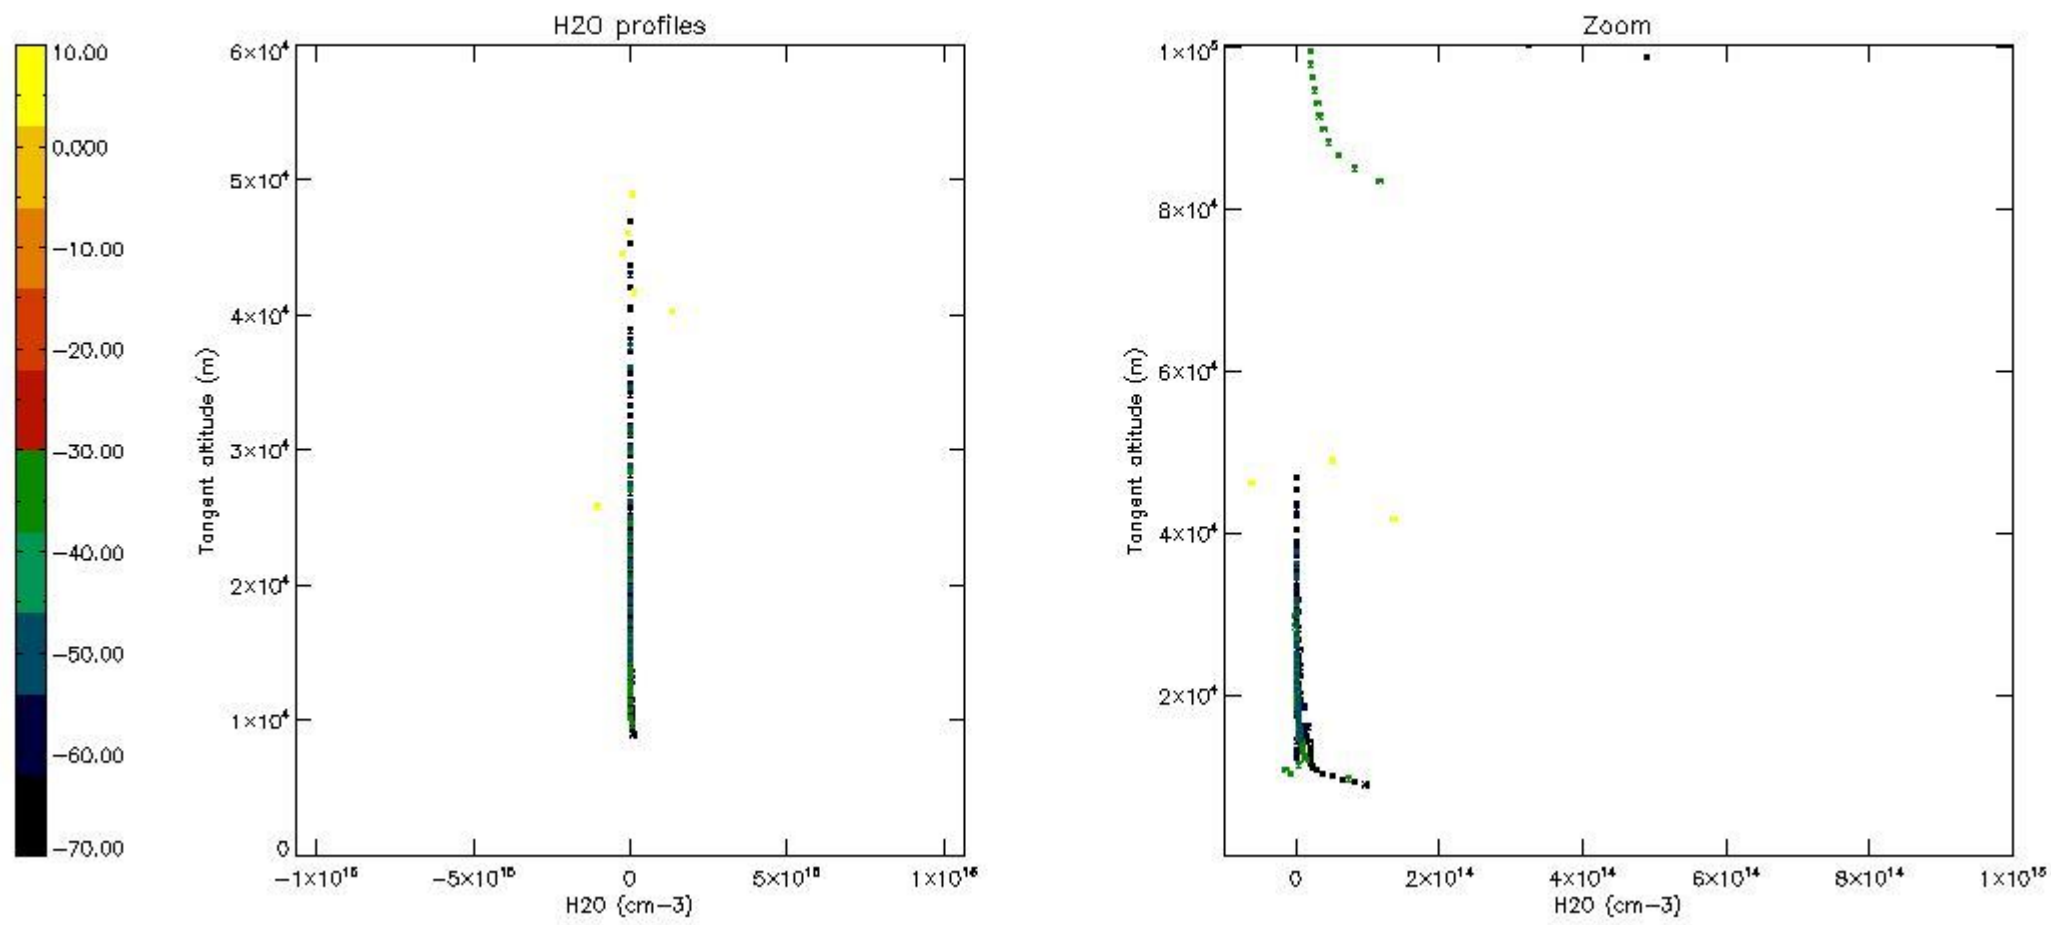 H2O profiles
10.00
0.000
−10.00
−20.00
−30.00
−40.00
−50.00
−60.00
−70.00
Tangent altitude (m)
6×10⁴
5×10⁴
4×10⁴
3×10⁴
2×10⁴
1×10⁴
0
−1×10¹⁶ −5×10¹⁵ 0 5×10¹⁵ 1×10¹⁶
H2O (cm−3)
Zoom
Tangent altitude (m)
1×10⁵
8×10⁴
6×10⁴
4×10⁴
2×10⁴
0 2×10¹⁴ 4×10¹⁴ 6×10¹⁴ 8×10¹⁴ 1×10¹⁵
H2O (cm−3)